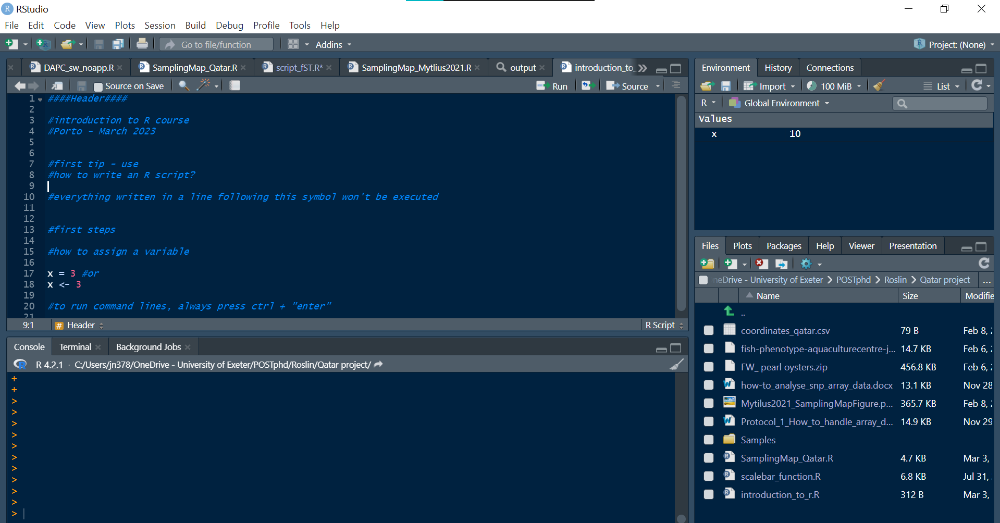 RStudio
File Edit Code View Plots Session Build Debug Profile Tools Help
Go to file/function Addins Project: (None)
DAPC_sw_noapp.R SamplingMap_Qatar.R script_fST.R* SamplingMap_Mytlius2021.R output introduction_to_
Source on Save Run Source
1 ####Header####
2
3 #introduction to R course
4 #Porto - March 2023
5
6
7 #first tip - use
8 #how to write an R script?
9
10 #everything written in a line following this symbol won't be executed
11
12
13 #first steps
14
15 #how to assign a variable
16
17 x = 3 #or
18 x <- 3
19
20 #to run command lines, always press ctrl + "enter"
21
9:1 # Header R Script
Console Terminal Background Jobs
R 4.2.1 · C:/Users/jn378/OneDrive - University of Exeter/POSTphd/Roslin/Qatar project/
+
+
>
>
>
>
>
>
>
>
>
>
>
Environment History Connections
Import 100 MiB List
R Global Environment
Values
x 10
Files Plots Packages Help Viewer Presentation
neDrive - University of Exeter > POSTphd > Roslin > Qatar project ...
Name Size Modifie
..
coordinates_qatar.csv 79 B Feb 8,
fish-phenotype-aquaculturecentre-j... 14.7 KB Feb 6,
FW_ pearl oysters.zip 456.8 KB Feb 6,
how-to_analyse_snp_array_data.docx 13.1 KB Nov 28
Mytilus2021_SamplingMapFigure.p... 365.7 KB Feb 8,
Protocol_1_How_to_handle_array_d... 14.9 KB Nov 29
Samples
SamplingMap_Qatar.R 4.7 KB Mar 3,
scalebar_function.R 6.8 KB Jul 31,
introduction_to_r.R 312 B Mar 3,